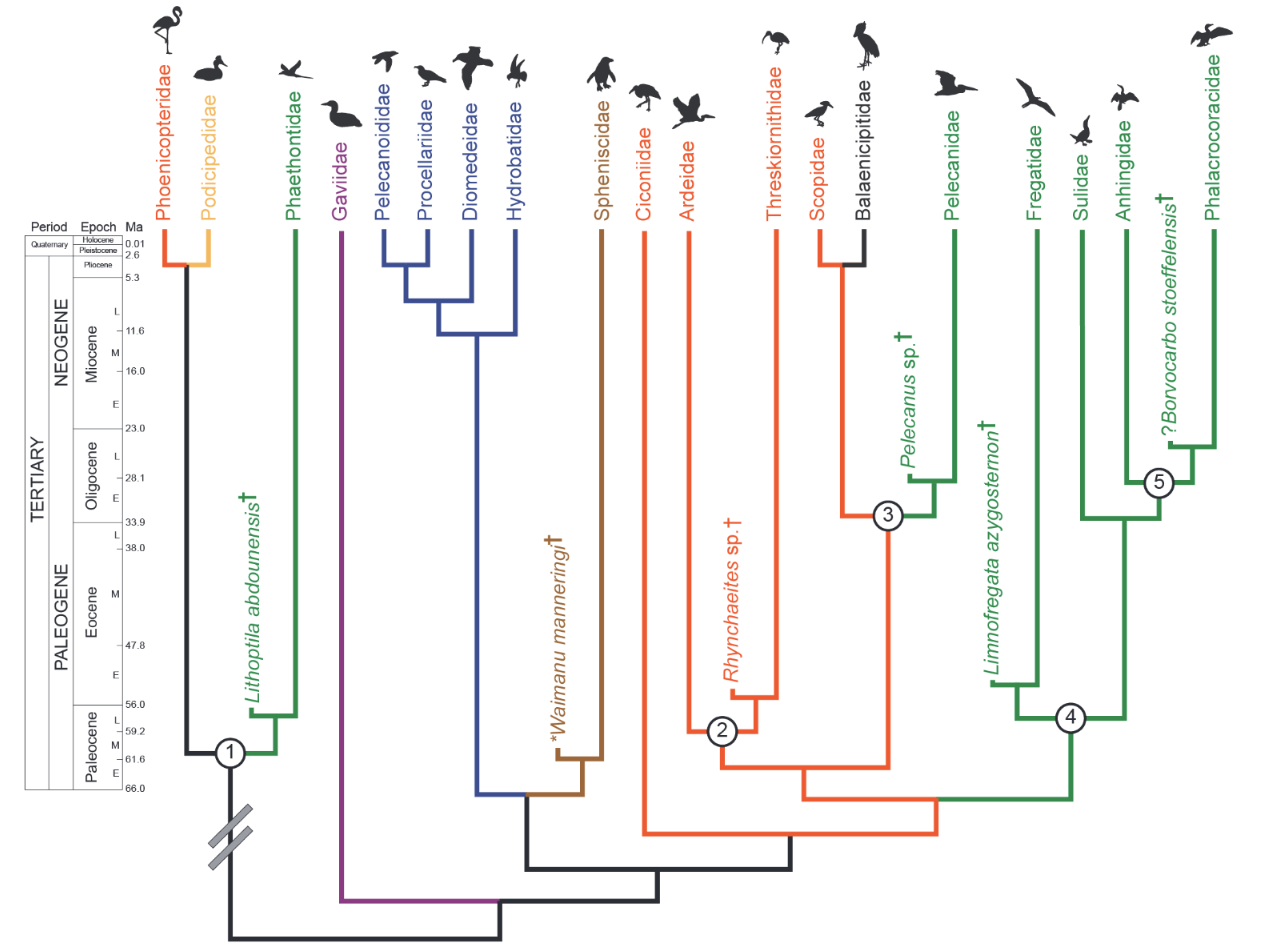 Phoenicopteridae
Podicipedidae
Phaethontidae
Gaviidae
Pelecanoididae
Procellariidae
Diomedeidae
Hydrobatidae
Spheniscidae
Ciconiidae
Ardeidae
Threskiornithidae
Scopidae
Balaenicipitidae
Pelecanidae
Fregatidae
Sulidae
Anhingidae
?Borvocarbo stoeffelensis†
Phalacrocoracidae
Period Epoch Ma
Quaternary
Holocene
0.01
Pleistocene
2.6
Pliocene
5.3
TERTIARY
NEOGENE
Miocene
L
11.6
M
16.0
E
23.0
PALEOGENE
Oligocene
L
28.1
E
33.9
Eocene
L
38.0
M
47.8
E
56.0
Paleocene
L
59.2
M
61.6
E
66.0
Lithoptila abdounensis†
*Waimanu manneringi†
Rhynchaeites sp.†
Pelecanus sp.†
Limnofregata azygosternon†
1
2
3
4
5